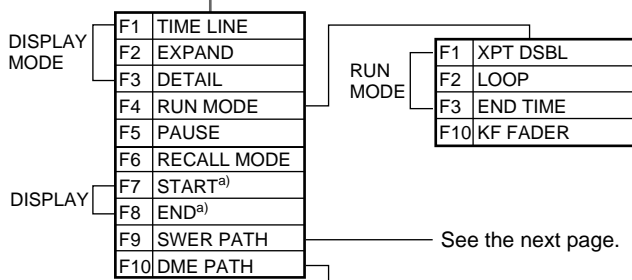 DISPLAY
MODE
F1 TIME LINE
F2 EXPAND
F3 DETAIL
F4 RUN MODE
F5 PAUSE
F6 RECALL MODE
DISPLAY
F7 START a)
F8 END a)
F9 SWER PATH
F10 DME PATH
RUN
MODE
F1 XPT DSBL
F2 LOOP
F3 END TIME
F10 KF FADER
See the next page.